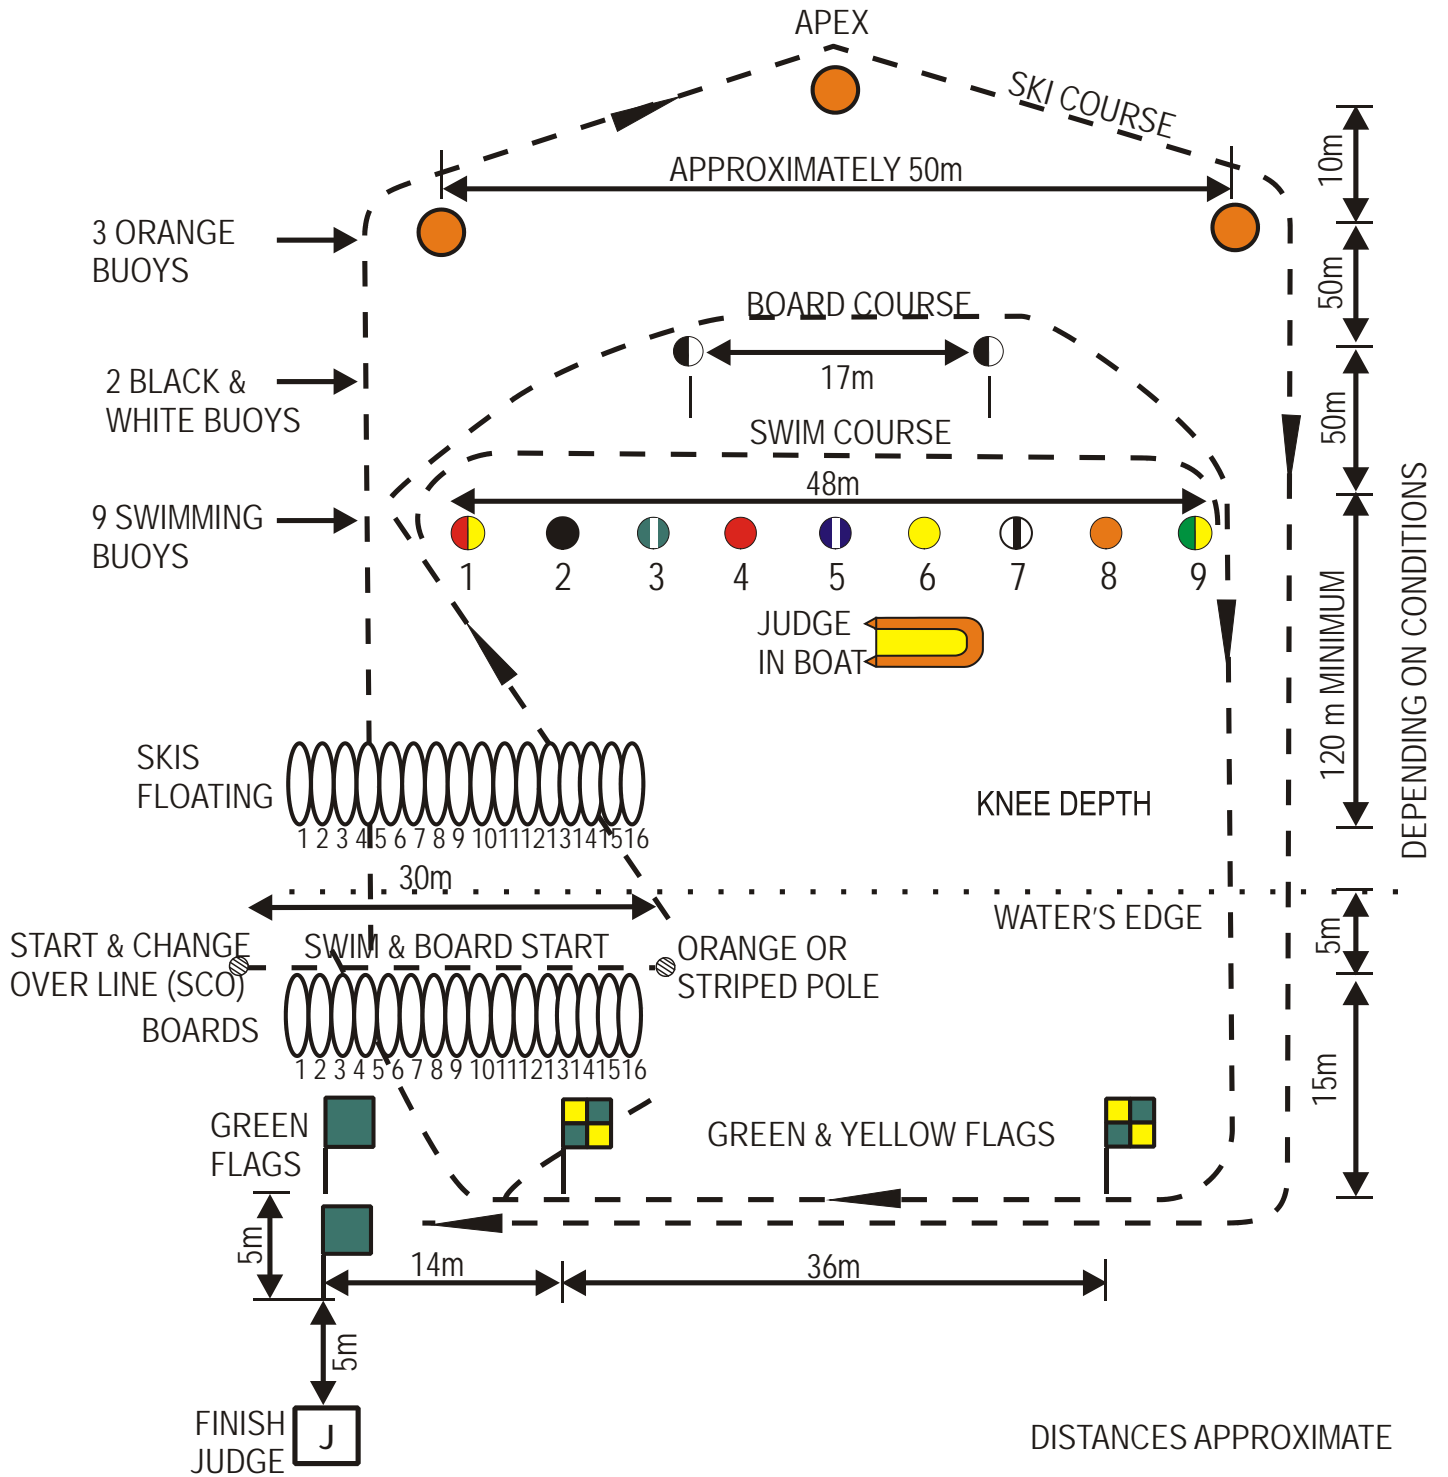 APEX
SKI COURSE
10m
APPROXIMATELY 50m
3 ORANGE
BUOYS
50m
BOARD COURSE
2 BLACK &
WHITE BUOYS
17m
50m
SWIM COURSE
48m
9 SWIMMING
BUOYS
1 2 3 4 5 6 7 8 9
JUDGE
IN BOAT
120 m MINIMUM
DEPENDING ON CONDITIONS
SKIS
FLOATING
KNEE DEPTH
1 2 3 4 5 6 7 8 9 10 11 12 13 14 15 16
30m
WATER'S EDGE
5m
START & CHANGE
OVER LINE (SCO)
SWIM & BOARD START
ORANGE OR
STRIPED POLE
BOARDS
1 2 3 4 5 6 7 8 9 10 11 12 13 14 15 16
15m
GREEN
FLAGS
GREEN & YELLOW FLAGS
5m
14m
36m
5m
FINISH
JUDGE
J
DISTANCES APPROXIMATE